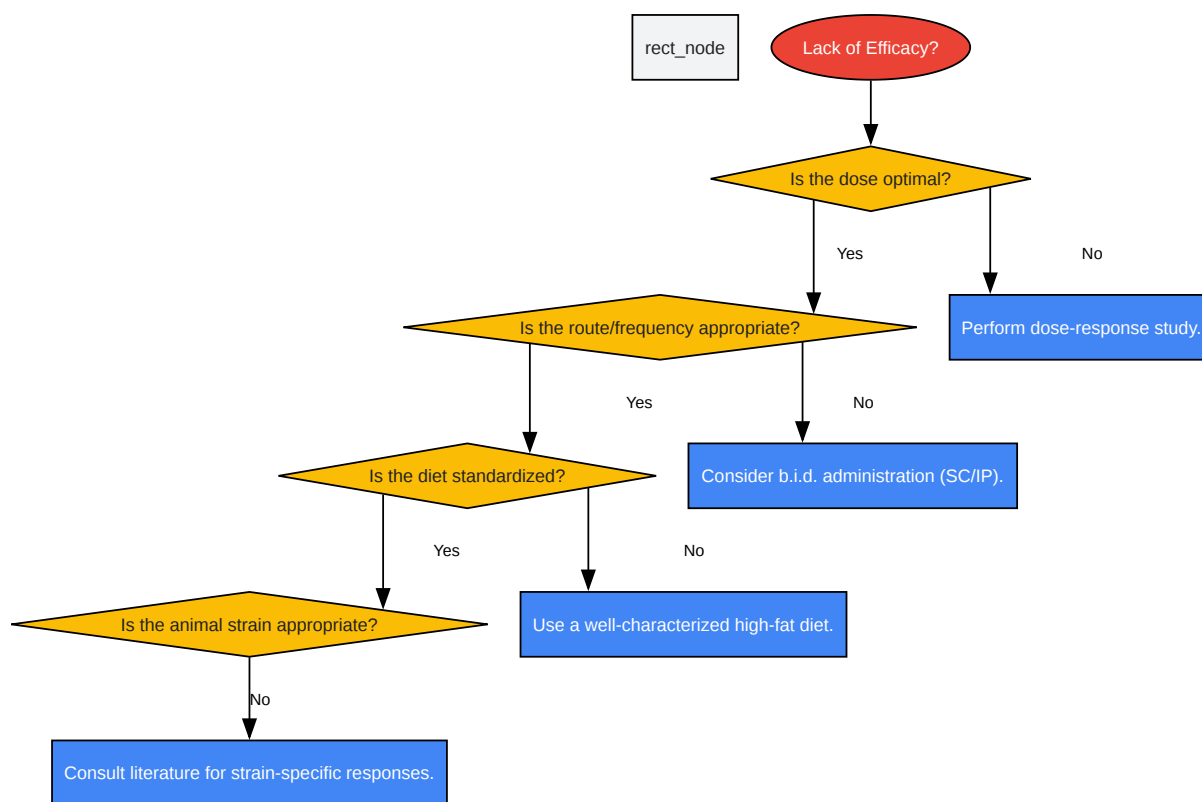 rect_node
Lack of Efficacy?
Is the dose optimal?
Yes
No
Is the route/frequency appropriate?
Perform dose-response study.
Yes
No
Is the diet standardized?
Consider b.i.d. administration (SC/IP).
Yes
No
Is the animal strain appropriate?
Use a well-characterized high-fat diet.
No
Consult literature for strain-specific responses.